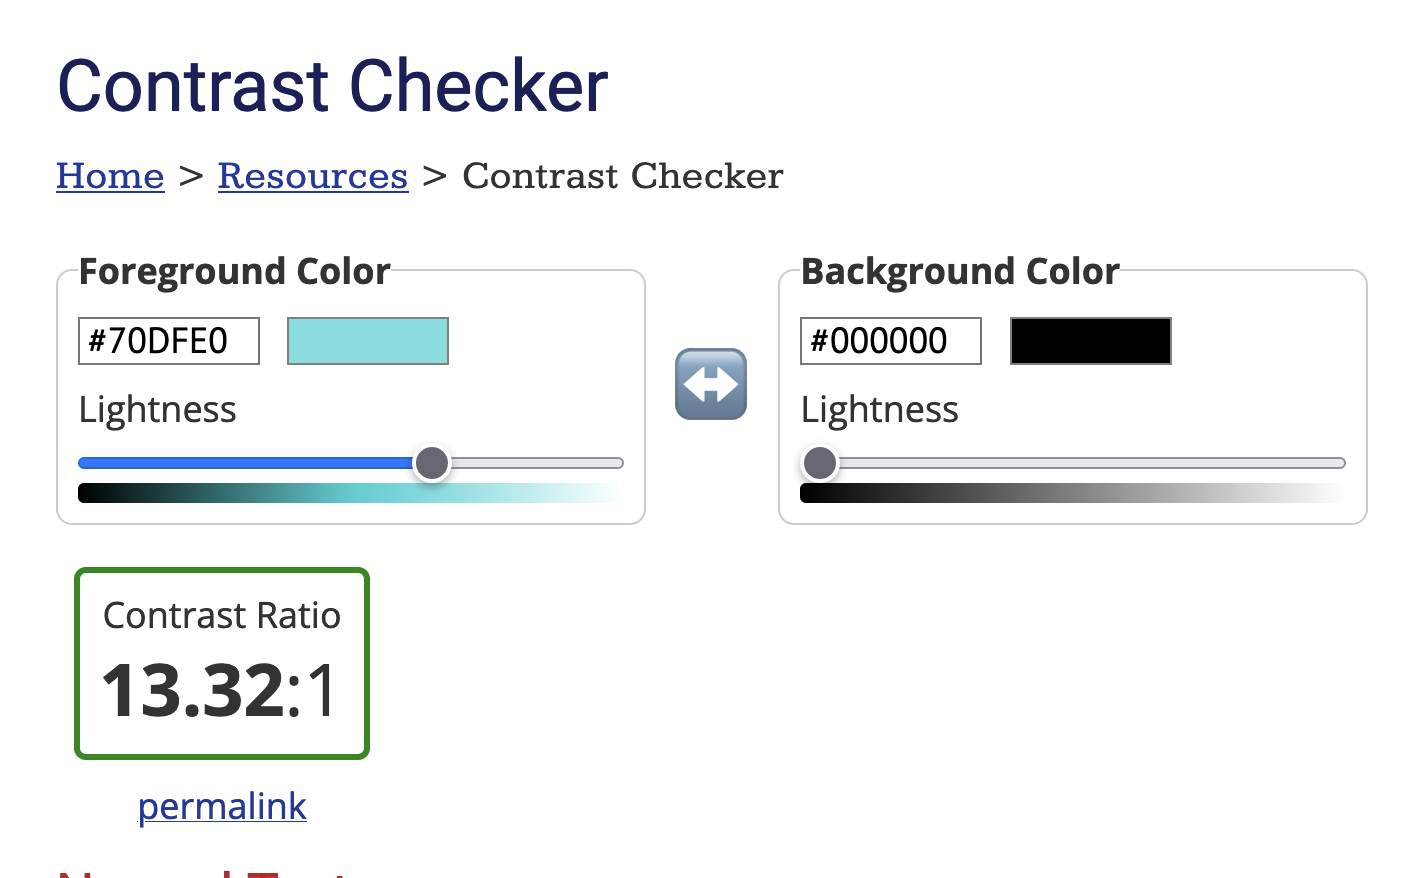 Contrast Checker
Home > Resources > Contrast Checker
Foreground Color
#70DFE0
Lightness
Background Color
#000000
Lightness
Contrast Ratio
13.32:1
permalink